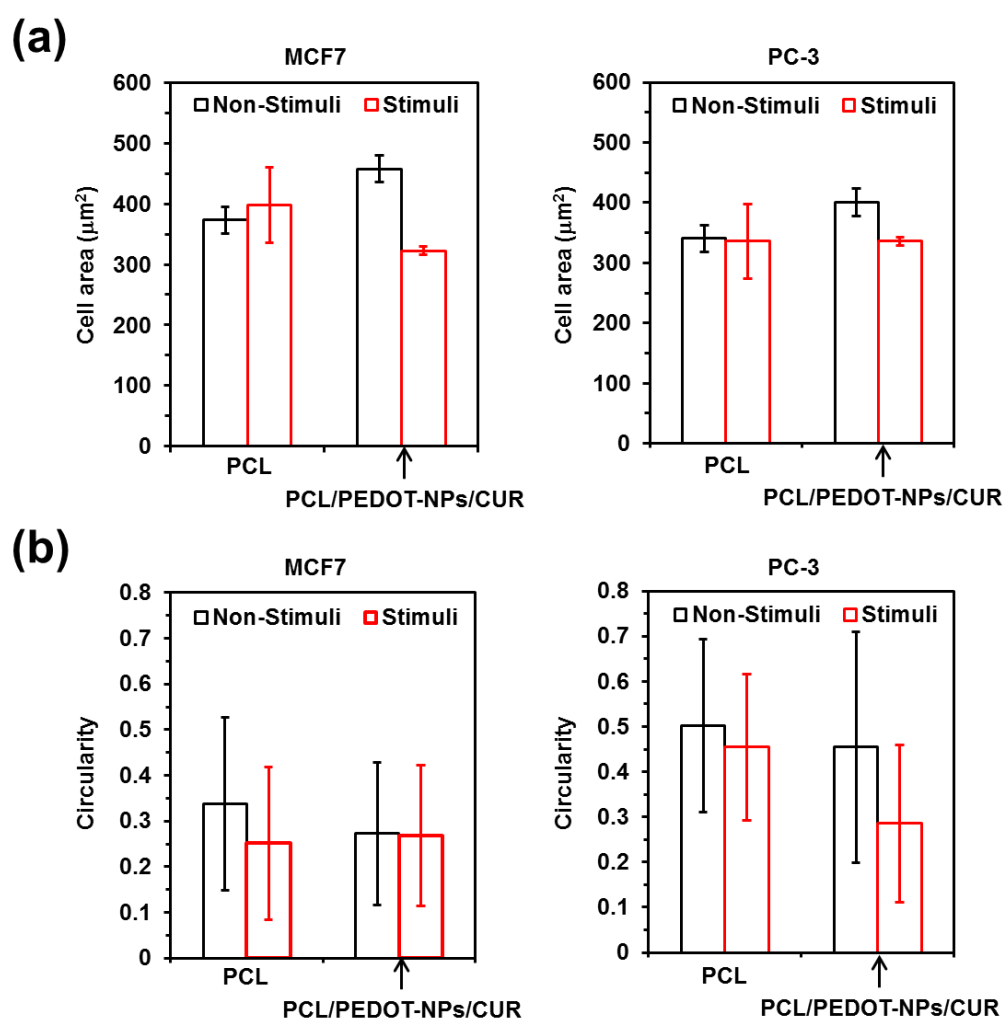 (a)
MCF7
Cell area (μm²)
600
500
400
300
200
100
0
Non-Stimuli
Stimuli
PCL
PCL/PEDOT-NPs/CUR
PC-3
Cell area (μm²)
600
500
400
300
200
100
0
Non-Stimuli
Stimuli
PCL
PCL/PEDOT-NPs/CUR
(b)
MCF7
Circularity
0.8
0.7
0.6
0.5
0.4
0.3
0.2
0.1
0
Non-Stimuli
Stimuli
PCL
PCL/PEDOT-NPs/CUR
PC-3
Circularity
0.8
0.7
0.6
0.5
0.4
0.3
0.2
0.1
0
Non-Stimuli
Stimuli
PCL
PCL/PEDOT-NPs/CUR